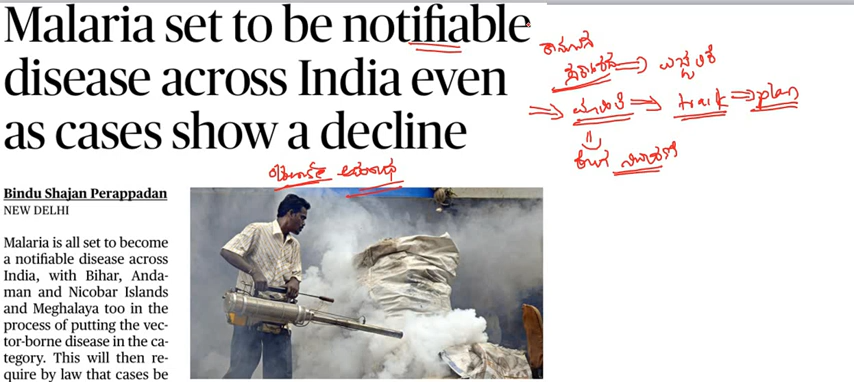 Malaria set to be notifiable
disease across India even
as cases show a decline
Bindu Shajan Perappadan
NEW DELHI
Malaria is all set to become
a notifiable disease across
India, with Bihar, Anda-
man and Nicobar Islands
and Meghalaya too in the
process of putting the vec-
tor-borne disease in the ca-
tegory. This will then re-
quire by law that cases be
ಮಾಹಿತಿ track plan
ರೋಗ